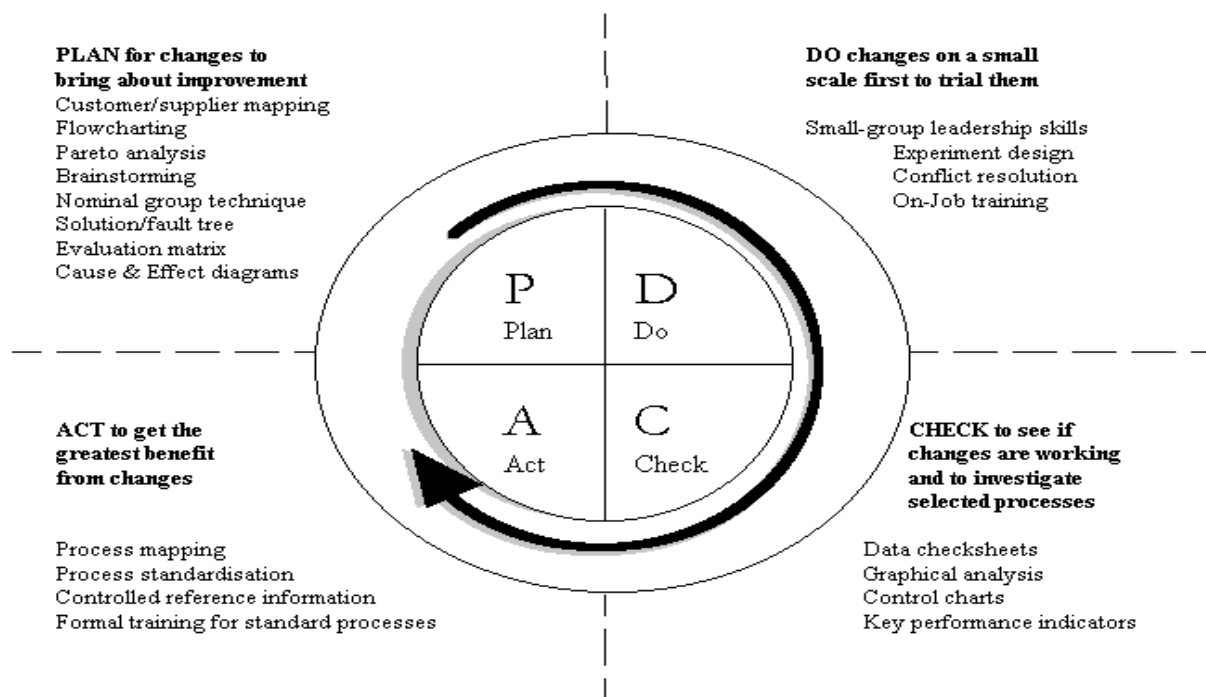 PLAN for changes to
bring about improvement
Customer/supplier mapping
Flowcharting
Pareto analysis
Brainstorming
Nominal group technique
Solution/fault tree
Evaluation matrix
Cause & Effect diagrams
DO changes on a small
scale first to trial them
Small-group leadership skills
Experiment design
Conflict resolution
On-Job training
P
Plan
D
Do
A
Act
C
Check
ACT to get the
greatest benefit
from changes
Process mapping
Process standardisation
Controlled reference information
Formal training for standard processes
CHECK to see if
changes are working
and to investigate
selected processes
Data checksheets
Graphical analysis
Control charts
Key performance indicators